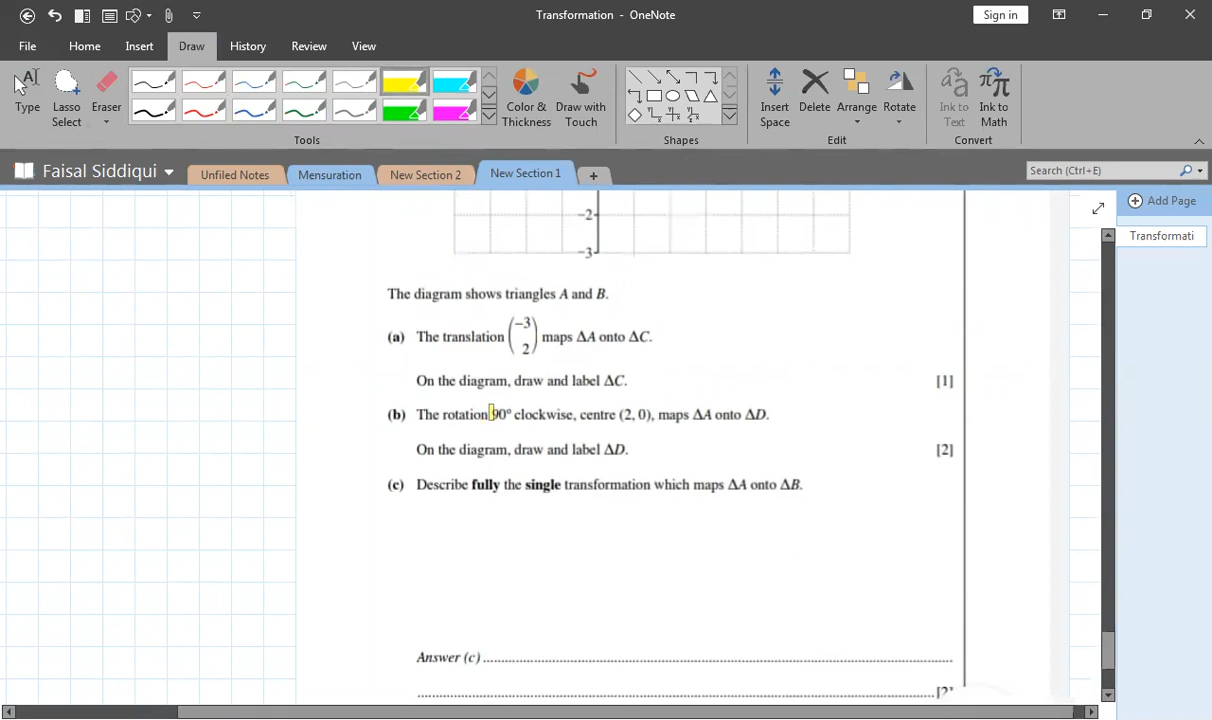 Transformation - OneNote
Sign in
File Home Insert Draw History Review View
Type
Lasso Select
Eraser
Color & Thickness
Draw with Touch
Insert Space
Delete
Arrange
Rotate
Ink to Text
Ink to Math
Tools
Shapes
Edit
Convert
Faisal Siddiqui
Unfiled Notes
Mensuration
New Section 2
New Section 1
Search (Ctrl+E)
Add Page
Transformati
-2
-3
The diagram shows triangles A and B.
(a) The translation (-3 2) maps ΔA onto ΔC.
On the diagram, draw and label ΔC. [1]
(b) The rotation 90° clockwise, centre (2, 0), maps ΔA onto ΔD.
On the diagram, draw and label ΔD. [2]
(c) Describe fully the single transformation which maps ΔA onto ΔB.
Answer (c) ............
............ [2]